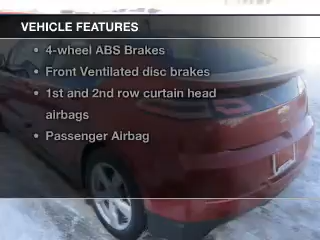 VEHICLE FEATURES
• 4-wheel ABS Brakes
• Front Ventilated disc brakes
• 1st and 2nd row curtain head
airbags
• Passenger Airbag